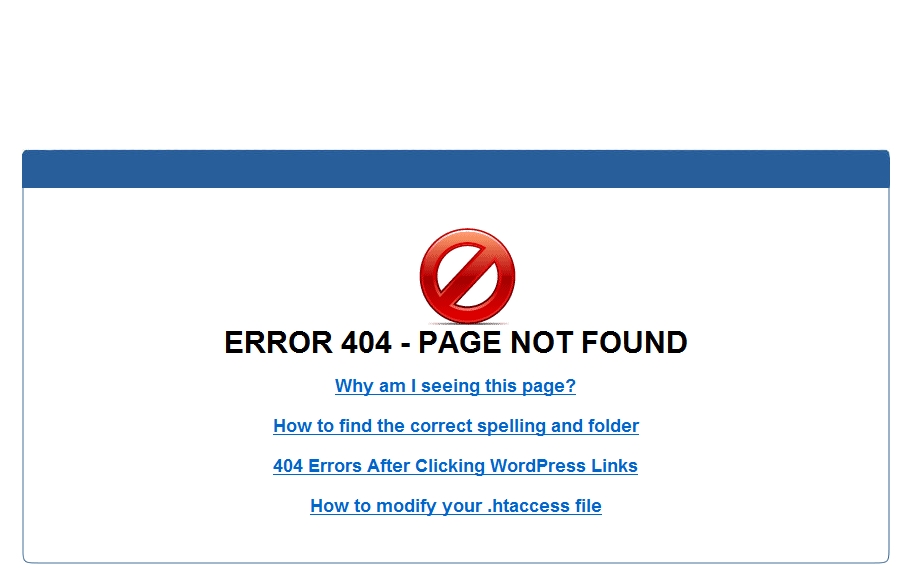 ERROR 404 - PAGE NOT FOUND
Why am I seeing this page?
How to find the correct spelling and folder
404 Errors After Clicking WordPress Links
How to modify your .htaccess file